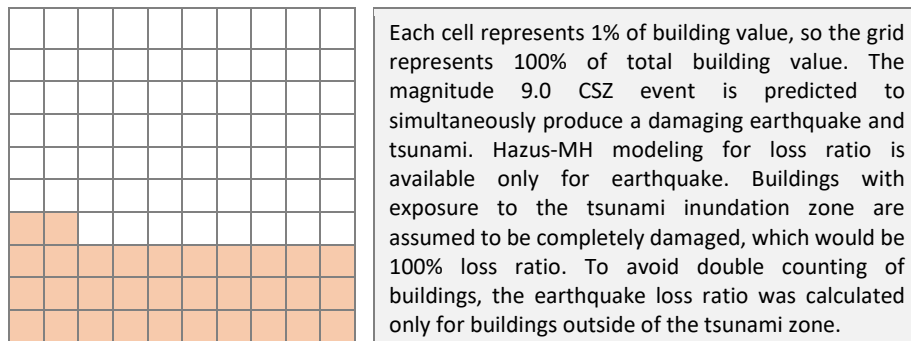 Each cell represents 1% of building value, so the grid
represents 100% of total building value. The
magnitude 9.0 CSZ event is predicted to
simultaneously produce a damaging earthquake and
tsunami. Hazus-MH modeling for loss ratio is
available only for earthquake. Buildings with
exposure to the tsunami inundation zone are
assumed to be completely damaged, which would be
100% loss ratio. To avoid double counting of
buildings, the earthquake loss ratio was calculated
only for buildings outside of the tsunami zone.